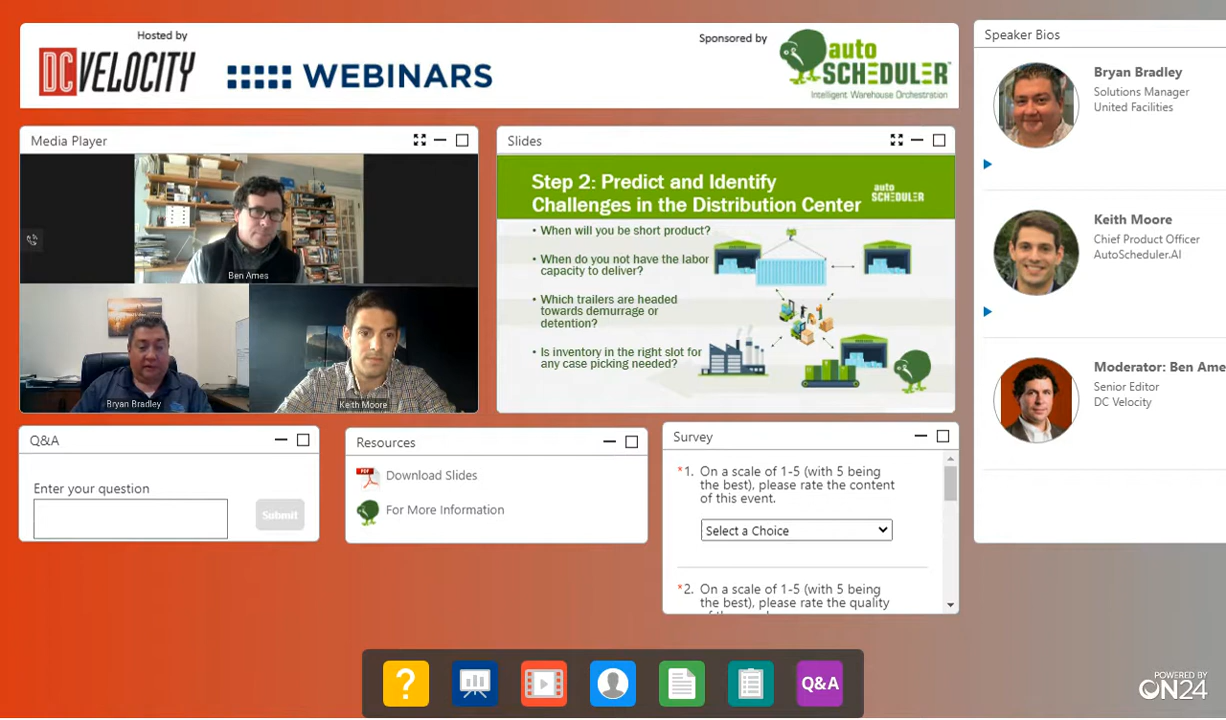 Hosted by
DC VELOCITY
WEBINARS
Sponsored by
auto
SCHEDULER
Intelligent Warehouse Orchestration
Media Player
Ben Ames
Bryan Bradley
Keith Moore
Slides
Step 2: Predict and Identify
Challenges in the Distribution Center
auto
SCHEDULER
• When will you be short product?
• When do you not have the labor
capacity to deliver?
• Which trailers are headed
towards demurrage or
detention?
• Is inventory in the right slot for
any case picking needed?
Speaker Bios
Bryan Bradley
Solutions Manager
United Facilities
Keith Moore
Chief Product Officer
AutoScheduler.AI
Moderator: Ben Ame
Senior Editor
DC Velocity
Q&A
Enter your question
Submit
Resources
PDF
Download Slides
For More Information
Survey
*1. On a scale of 1-5 (with 5 being
the best), please rate the content
of this event.
Select a Choice
*2. On a scale of 1-5 (with 5 being
the best), please rate the quality
?
Q&A
POWERED BY
ON24